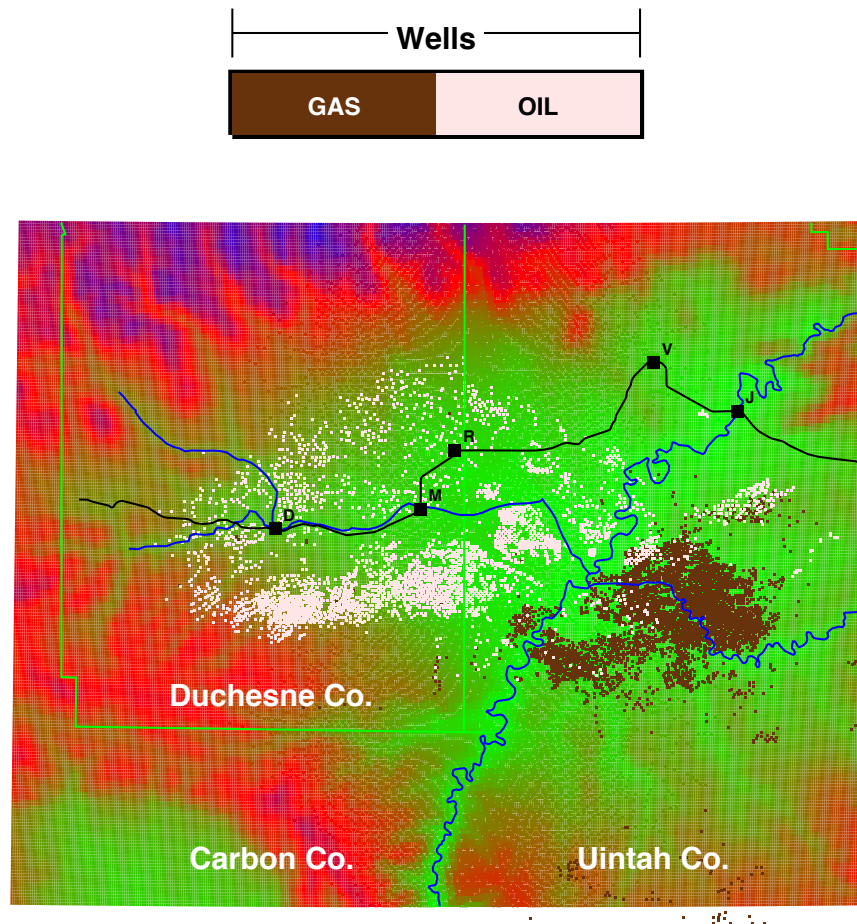 Wells
GAS OIL
V
J
R
M
D
Duchesne Co.
Carbon Co. Uintah Co.